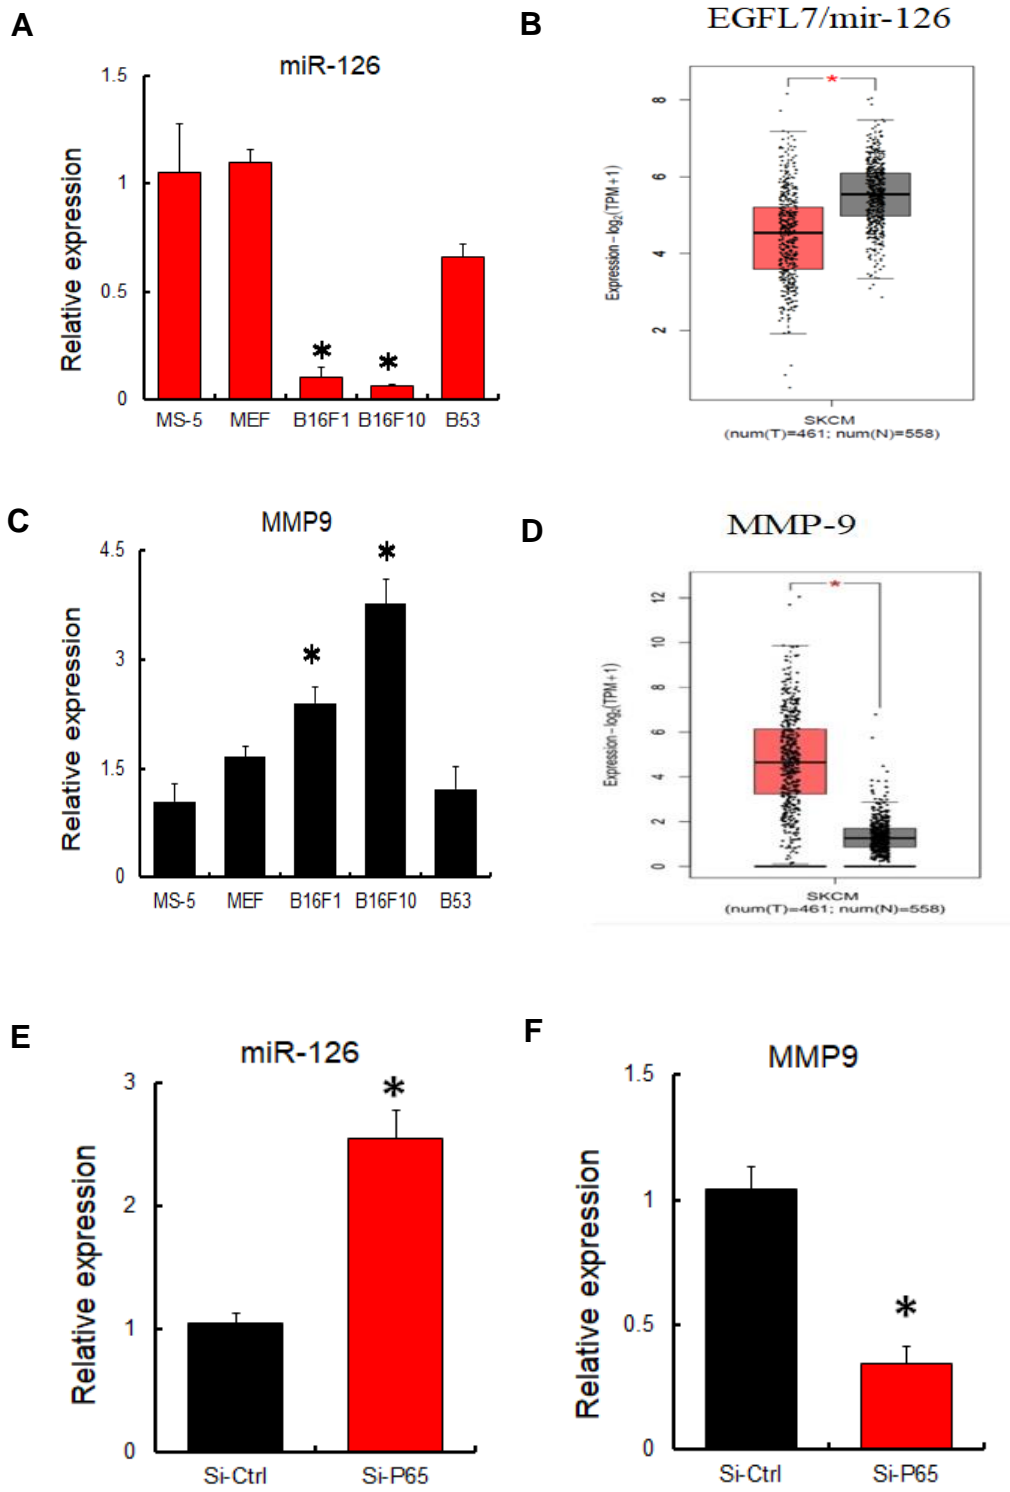 A
miR-126
Relative expression
1.5
1
0.5
0
*
*
MS-5 MEF B16F1 B16F10 B53
B
EGFL7/mir-126
*
Expression – log2(TPM+1)
8
6
4
2
SKCM
(num(T)=461; num(N)=558)
C
MMP9
Relative expression
4.5
3
1.5
0
*
*
MS-5 MEF B16F1 B16F10 B53
D
MMP-9
*
Expression – log2(TPM+1)
12
10
8
6
4
2
0
SKCM
(num(T)=461; num(N)=558)
E
miR-126
Relative expression
3
2
1
0
*
Si-Ctrl Si-P65
F
MMP9
Relative expression
1.5
1
0.5
0
*
Si-Ctrl Si-P65